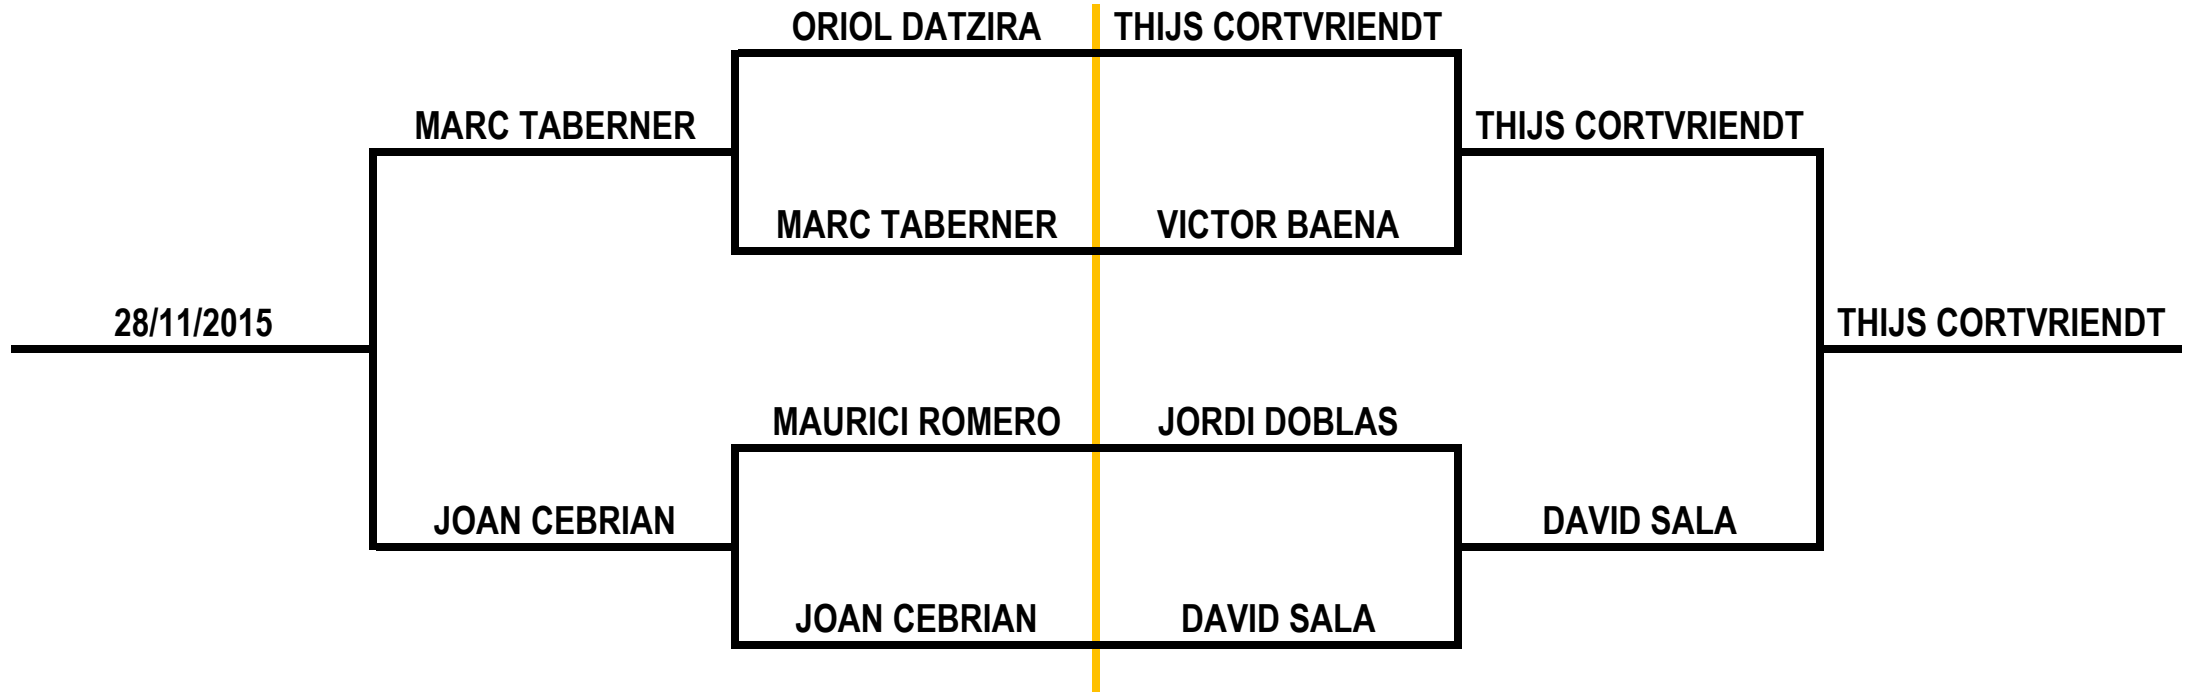 ORIOL DATZIRA THIJS CORTVRIENDT
MARC TABERNER THIJS CORTVRIENDT
MARC TABERNER VICTOR BAENA
28/11/2015 THIJS CORTVRIENDT
MAURICI ROMERO JORDI DOBLAS
JOAN CEBRIAN DAVID SALA
JOAN CEBRIAN DAVID SALA